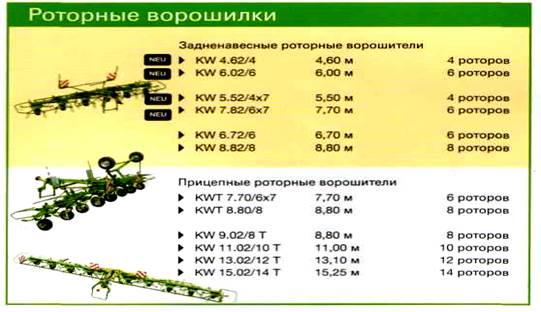 Роторные ворошилки
Задненавесные роторные ворошители
NEU KW 4.62/4 4,60 м 4 роторов
NEU KW 6.02/6 6,00 м 6 роторов
NEU KW 5.52/4x7 5,50 м 4 роторов
NEU KW 7.82/6x7 7,70 м 6 роторов
KW 6.72/6 6,70 м 6 роторов
KW 8.82/8 8,80 м 8 роторов
Прицепные роторные ворошители
KWT 7.70/6x7 7,70 м 6 роторов
KWT 8.80/8 8,80 м 8 роторов
KW 9.02/8 T 8,80 м 8 роторов
KW 11.02/10 T 11,00 м 10 роторов
KW 13.02/12 T 13,10 м 12 роторов
KW 15.02/14 T 15,25 м 14 роторов